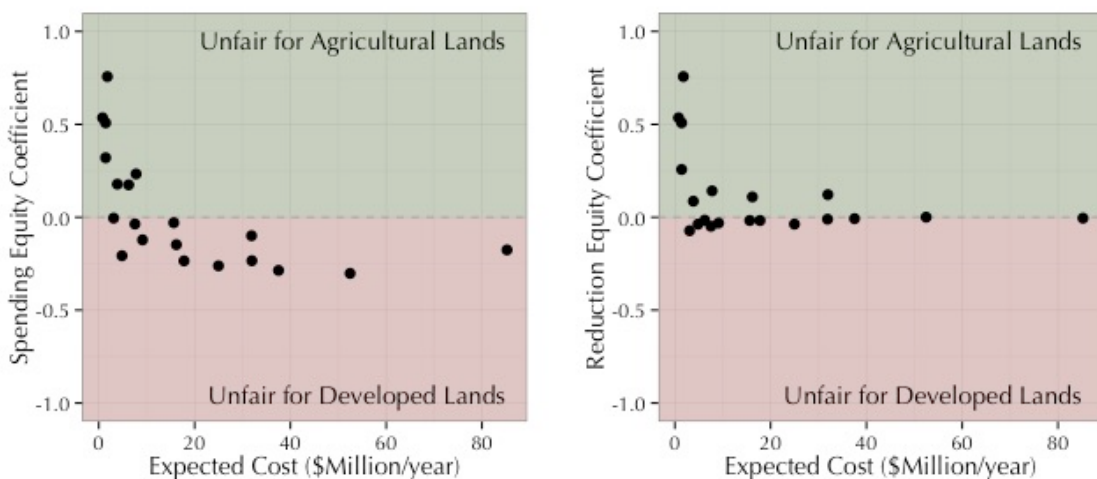 Unfair for Agricultural Lands
Unfair for Developed Lands
Spending Equity Coefficient
1.0
0.5
0.0
-0.5
-1.0
0
20
40
60
80
Expected Cost ($Million/year)
Unfair for Agricultural Lands
Unfair for Developed Lands
Reduction Equity Coefficient
1.0
0.5
0.0
-0.5
-1.0
0
20
40
60
80
Expected Cost ($Million/year)